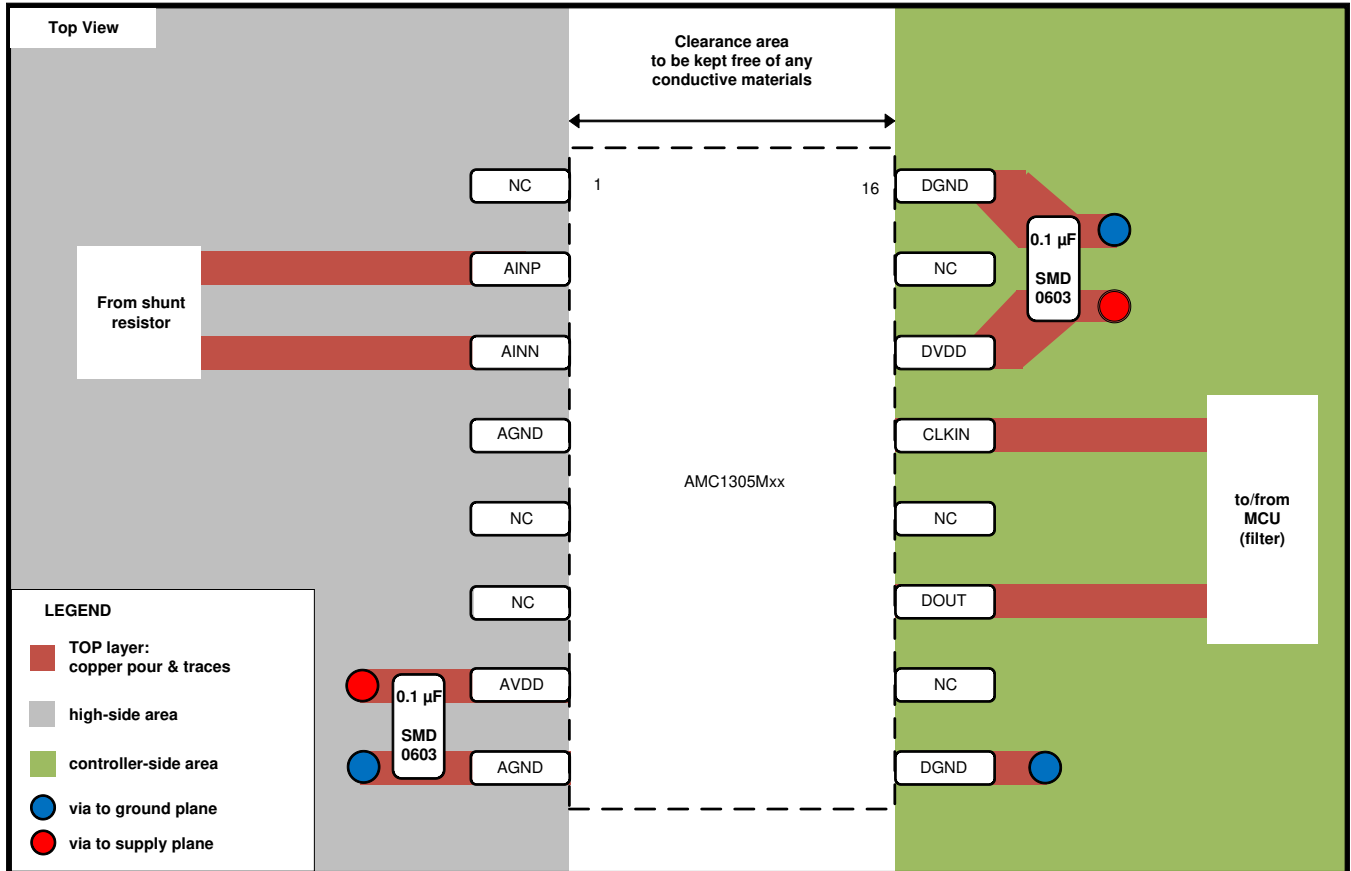 Top View
Clearance area
to be kept free of any
conductive materials
NC
1
16
DGND
0.1 µF
SMD
0603
AINP
NC
From shunt
resistor
AINN
DVDD
AGND
CLKIN
AMC1305Mxx
NC
NC
to/from
MCU
(filter)
NC
DOUT
AVDD
NC
0.1 µF
SMD
0603
AGND
DGND
LEGEND
TOP layer:
copper pour & traces
high-side area
controller-side area
via to ground plane
via to supply plane